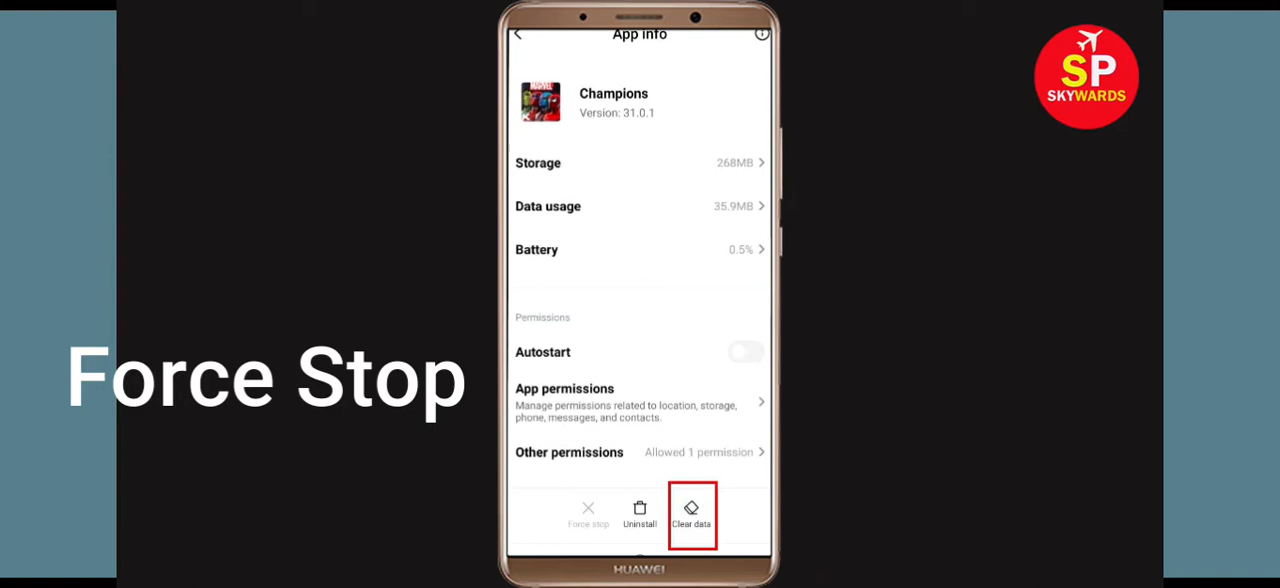 App info
MARVEL
Champions
Version: 31.0.1
Storage 268MB
Data usage 35.9MB
Battery 0.5%
Permissions
Autostart
App permissions
Manage permissions related to location, storage,
phone, messages, and contacts.
Other permissions Allowed 1 permission
Force stop Uninstall Clear data
HUAWEI
Force Stop
SP
SKYWARDS